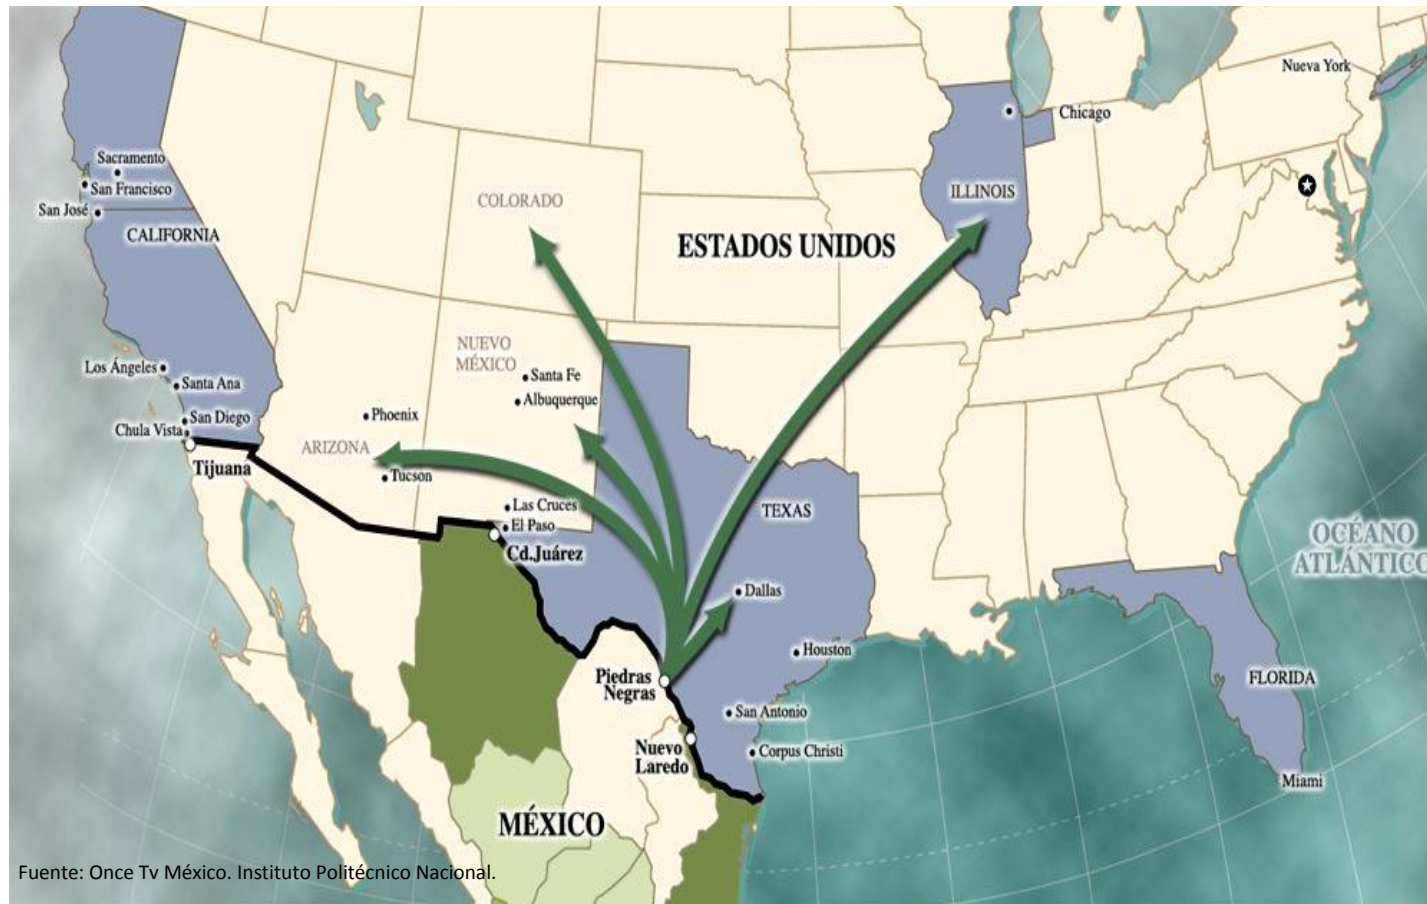 Nueva York
Chicago
Sacramento
San Francisco
San José
CALIFORNIA
COLORADO
ILLINOIS
ESTADOS UNIDOS
NUEVO
MÉXICO
Los Ángeles
Santa Ana
Santa Fe
Albuquerque
San Diego
Chula Vista
Phoenix
ARIZONA
Tijuana
Tucson
Las Cruces
El Paso
Cd.Juárez
TEXAS
OCÉANO
ATLÁNTICO
Dallas
Houston
Piedras
Negras
FLORIDA
San Antonio
Nuevo
Laredo
Corpus Christi
Miami
MÉXICO
Fuente: Once Tv México. Instituto Politécnico Nacional.